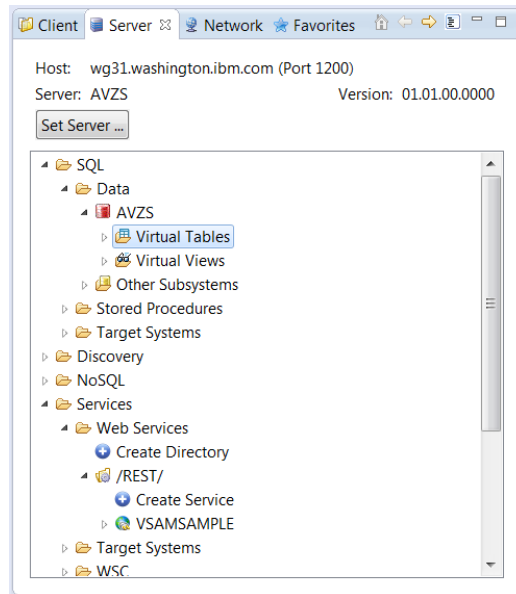 Client Server Network Favorites
Host: wg31.washington.ibm.com (Port 1200)
Server: AVZS Version: 01.01.00.0000
Set Server ...
SQL
Data
AVZS
Virtual Tables
Virtual Views
Other Subsystems
Stored Procedures
Target Systems
Discovery
NoSQL
Services
Web Services
Create Directory
/REST/
Create Service
VSAMSAMPLE
Target Systems
WSC